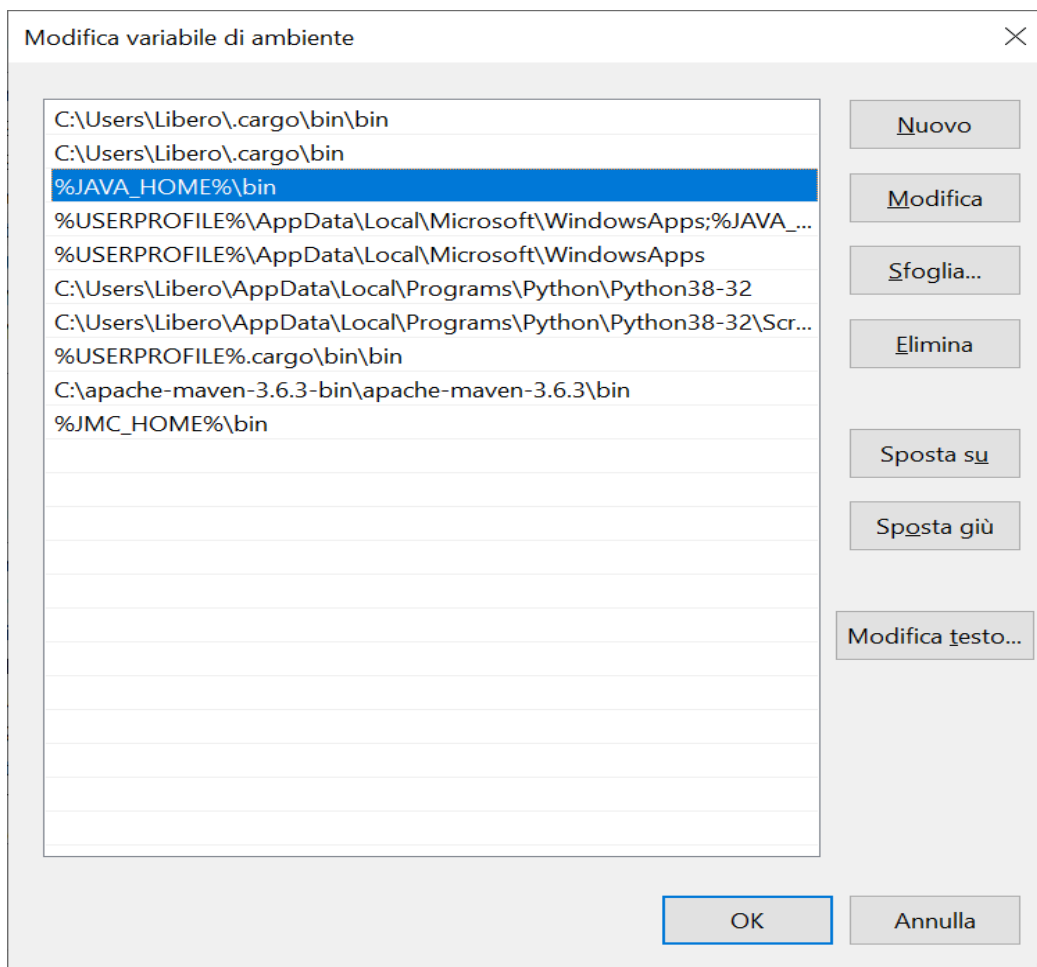 Modifica variabile di ambiente
C:\Users\Libero\.cargo\bin\bin
C:\Users\Libero\.cargo\bin
%JAVA_HOME%\bin
%USERPROFILE%\AppData\Local\Microsoft\WindowsApps;%JAVA_...
%USERPROFILE%\AppData\Local\Microsoft\WindowsApps
C:\Users\Libero\AppData\Local\Programs\Python\Python38-32
C:\Users\Libero\AppData\Local\Programs\Python\Python38-32\Scr...
%USERPROFILE%.cargo\bin\bin
C:\apache-maven-3.6.3-bin\apache-maven-3.6.3\bin
%JMC_HOME%\bin
Nuovo
Modifica
Sfoglia...
Elimina
Sposta su
Sposta giù
Modifica testo...
OK
Annulla